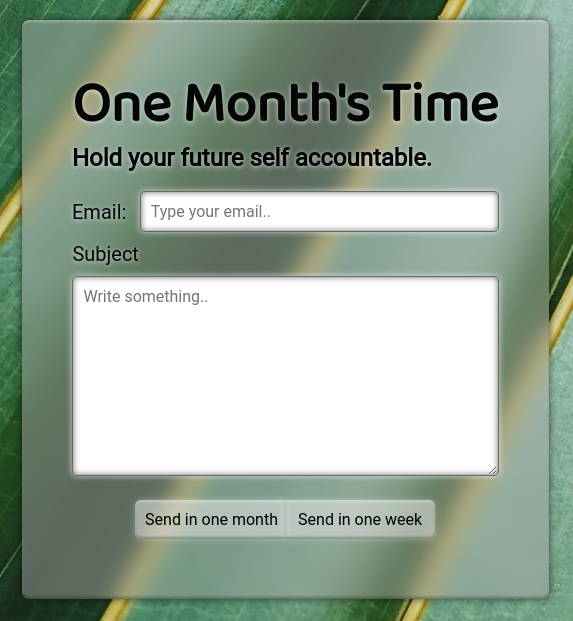 One Month's Time
Hold your future self accountable.
Email: Type your email..
Subject
Write something..
Send in one month Send in one week